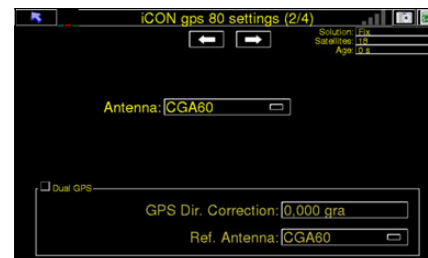 iCON gps 80 settings (2/4)
Solution: Fix
Satellites: 18
Age: 0 s
Antenna: CGA60
Dual GPS
GPS Dir. Correction: 0,000 gra
Ref. Antenna: CGA60